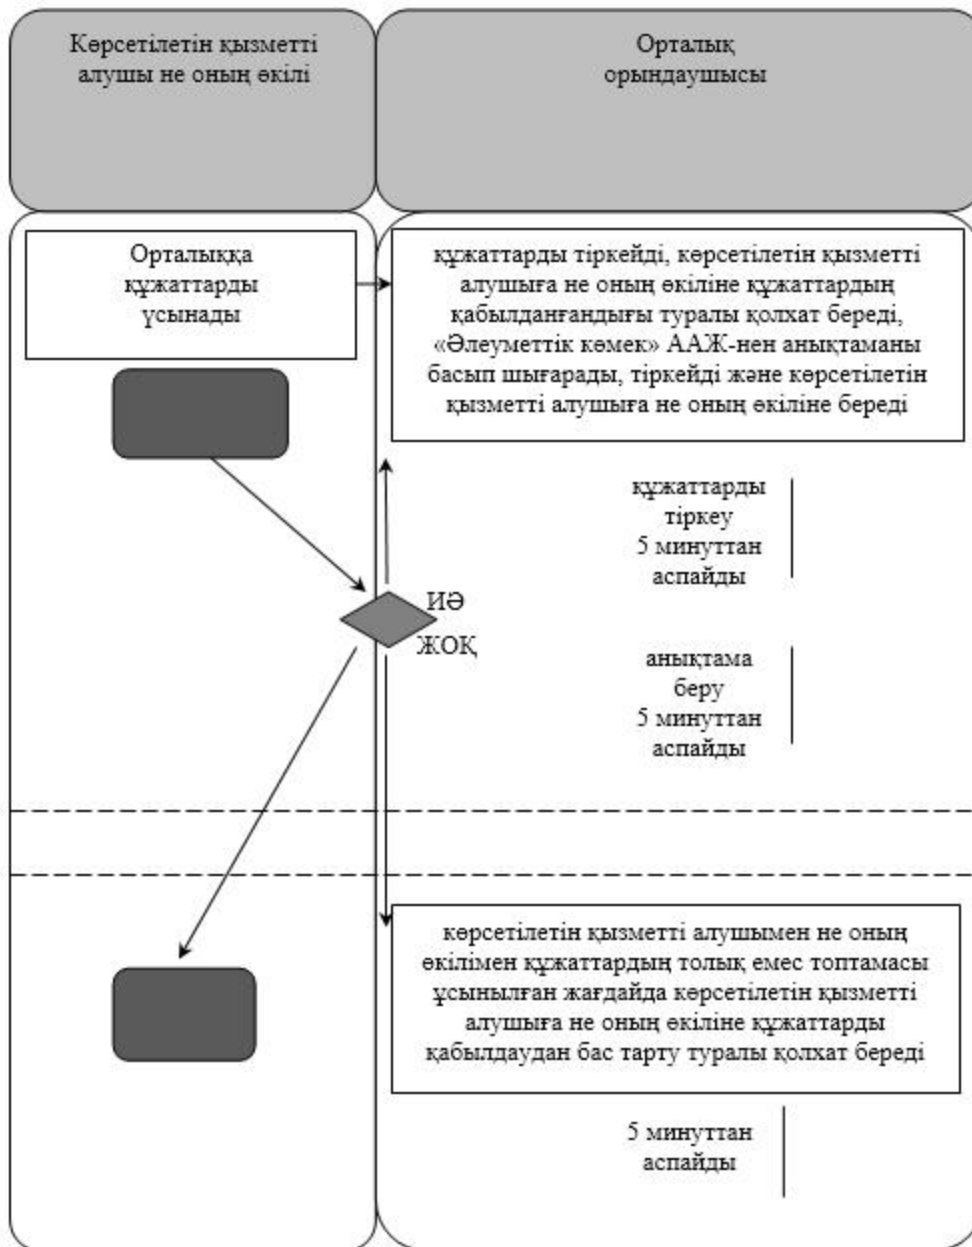 Көрсетілетін қызметті
алушы не оның өкілі
Орталық
орындаушысы
Орталыққа
құжаттарды
ұсынады
құжаттарды тіркейді, көрсетілетін қызметті
алушыға не оның өкіліне құжаттардың
қабылданғандығы туралы қолхат береді,
«Әлеуметтік көмек» ААЖ-нен анықтаманы
басып шығарады, тіркейді және көрсетілетін
қызметті алушыға не оның өкіліне береді
құжаттарды
тіркеу
5 минуттан
аспайды
ИӘ
ЖОҚ
анықтама
беру
5 минуттан
аспайды
көрсетілетін қызметті алушымен не оның
өкілімен құжаттардың толық емес топтамасы
ұсынылған жағдайда көрсетілетін қызметті
алушыға не оның өкіліне құжаттарды
қабылдаудан бас тарту туралы қолхат береді
5 минуттан
аспайды